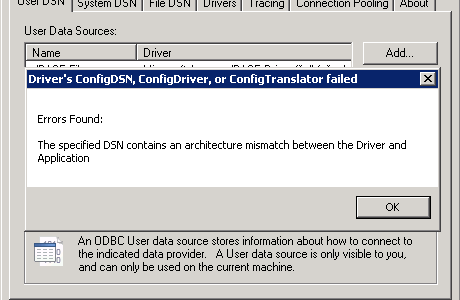 User DSN System DSN File DSN Drivers Tracing Connection Pooling About
User Data Sources:
Name Driver Add...
Driver's ConfigDSN, ConfigDriver, or ConfigTranslator failed
Errors Found:
The specified DSN contains an architecture mismatch between the Driver and
Application
OK
An ODBC User data source stores information about how to connect to
the indicated data provider. A User data source is only visible to you,
and can only be used on the current machine.